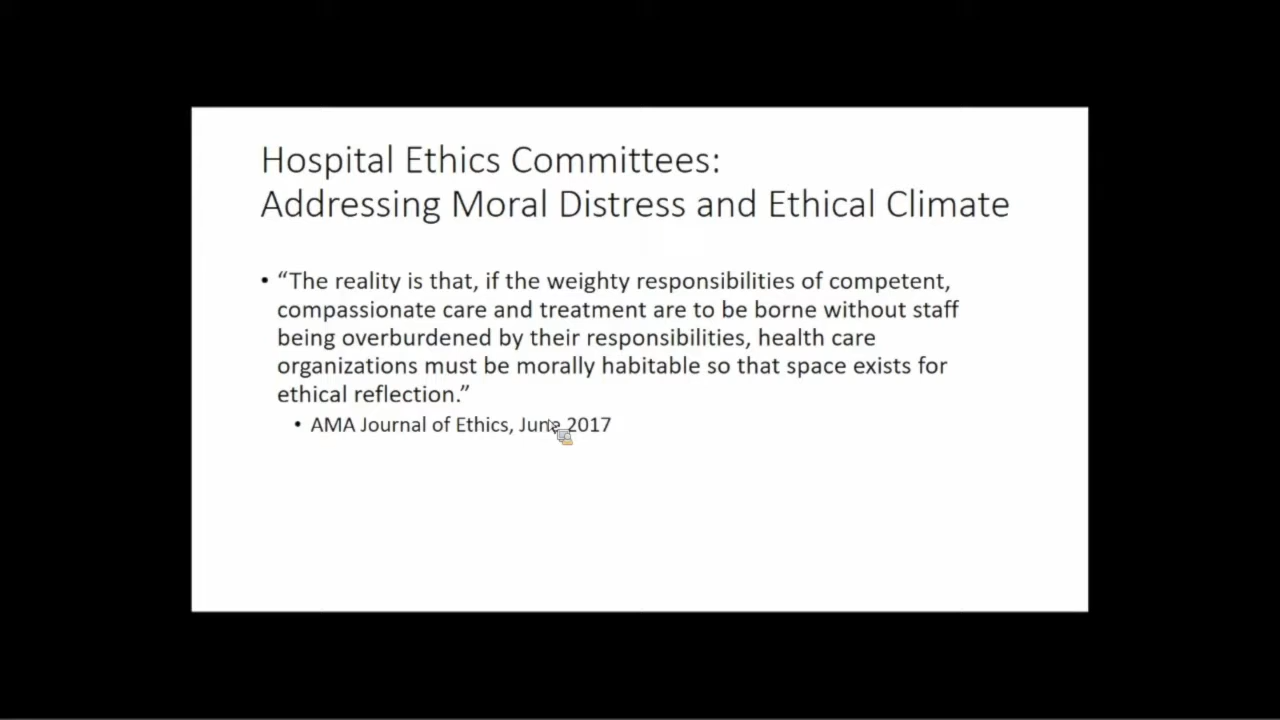 Hospital Ethics Committees:
Addressing Moral Distress and Ethical Climate
• “The reality is that, if the weighty responsibilities of competent,
compassionate care and treatment are to be borne without staff
being overburdened by their responsibilities, health care
organizations must be morally habitable so that space exists for
ethical reflection.”
• AMA Journal of Ethics, June 2017